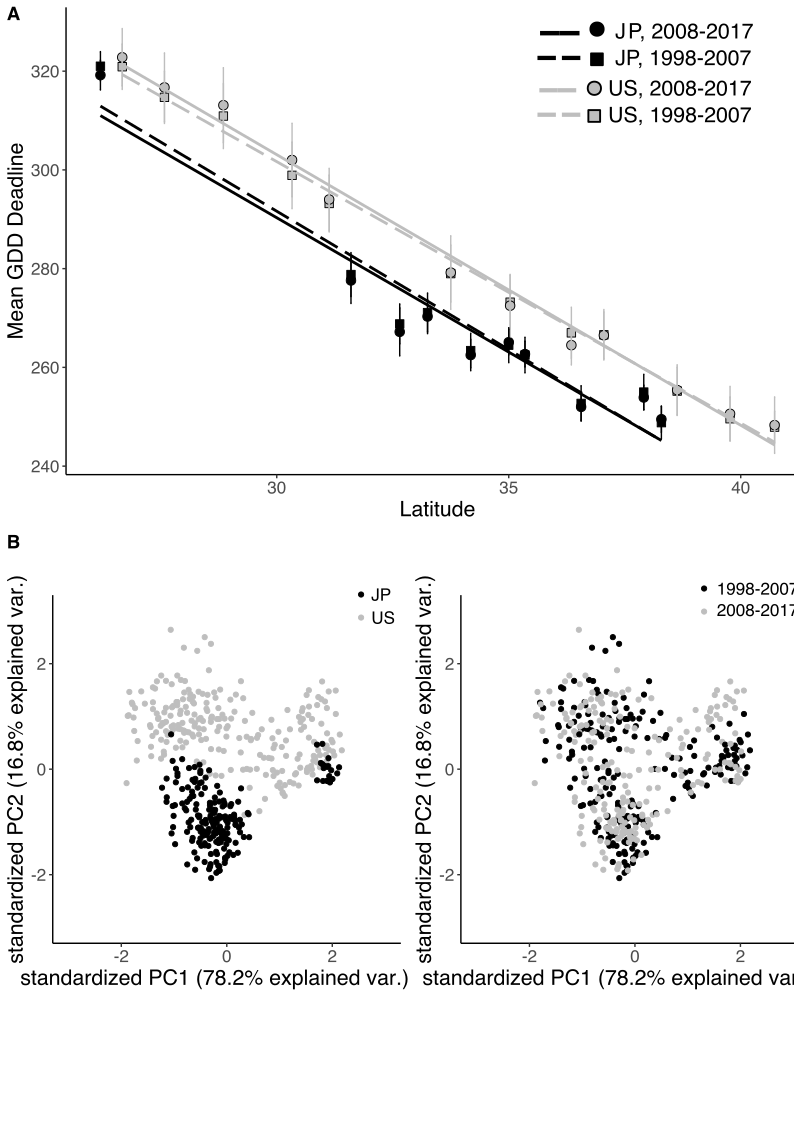 A
JP, 2008-2017
JP, 1998-2007
US, 2008-2017
US, 1998-2007
Mean GDD Deadline
320
300
280
260
240
30 35 40
Latitude
B
JP
US
standardized PC2 (16.8% explained var.)
2
0
-2
-2 0 2
standardized PC1 (78.2% explained var.)
1998-2007
2008-2017
standardized PC2 (16.8% explained var.)
2
0
-2
-2 0 2
standardized PC1 (78.2% explained var